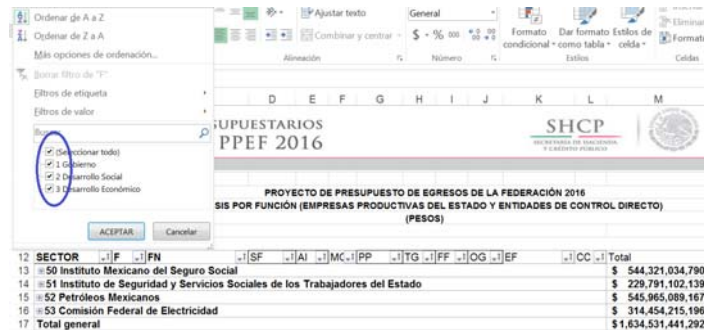 Ordenar de A a Z
Ordenar de Z a A
Más opciones de ordenación...
Borrar filtro de "F"
Filtros de etiqueta
Filtros de valor
Buscar
(Seleccionar todo)
1 Gobierno
2 Desarrollo Social
3 Desarrollo Económico
ACEPTAR Cancelar
Ajustar texto
Combinar y centrar
Alineación
General
$ - % 000
Número
Formato condicional
Dar formato como tabla
Estilos de celda
Estilos
Eliminar
Formato
Celdas
D E F G H I J K L M
SUPUESTARIOS
PPEF 2016
SHCP
SECRETARÍA DE HACIENDA
Y CRÉDITO PÚBLICO
PROYECTO DE PRESUPUESTO DE EGRESOS DE LA FEDERACIÓN 2016
SIS POR FUNCIÓN (EMPRESAS PRODUCTIVAS DEL ESTADO Y ENTIDADES DE CONTROL DIRECTO)
(PESOS)
12 SECTOR F FN SF AI MC PP TG FF OG EF CC Total
13 50 Instituto Mexicano del Seguro Social $ 544,321,034,790
14 51 Instituto de Seguridad y Servicios Sociales de los Trabajadores del Estado $ 229,791,102,139
15 52 Petróleos Mexicanos $ 545,965,089,167
16 53 Comisión Federal de Electricidad $ 314,454,215,196
17 Total general $1,634,531,441,292